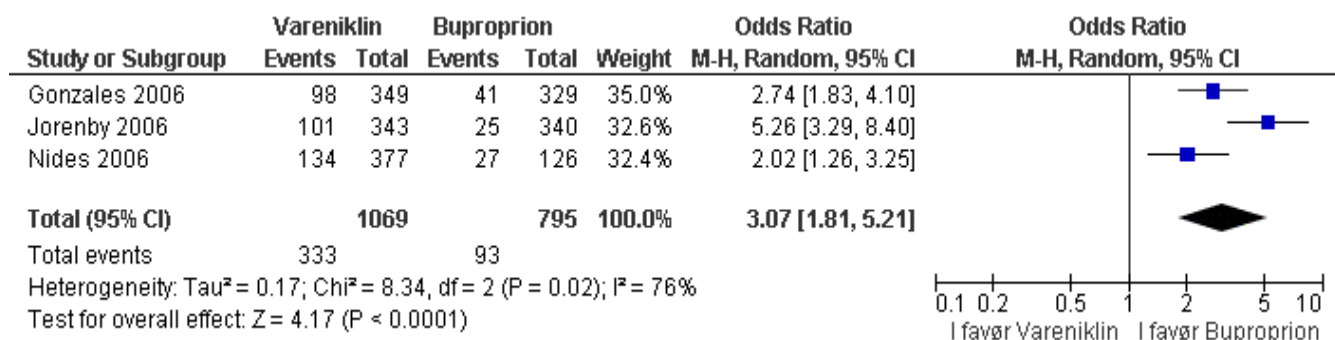 Vareniklin Buproprion Odds Ratio Odds Ratio
Study or Subgroup Events Total Events Total Weight M-H, Random, 95% CI M-H, Random, 95% CI
Gonzales 2006 98 349 41 329 35.0% 2.74 [1.83, 4.10]
Jorenby 2006 101 343 25 340 32.6% 5.26 [3.29, 8.40]
Nides 2006 134 377 27 126 32.4% 2.02 [1.26, 3.25]
Total (95% CI) 1069 795 100.0% 3.07 [1.81, 5.21]
Total events 333 93
Heterogeneity: Tau² = 0.17; Chi² = 8.34, df = 2 (P = 0.02); I² = 76%
Test for overall effect: Z = 4.17 (P < 0.0001)
0.1 0.2 0.5 1 2 5 10
I favør Vareniklin I favør Buproprion